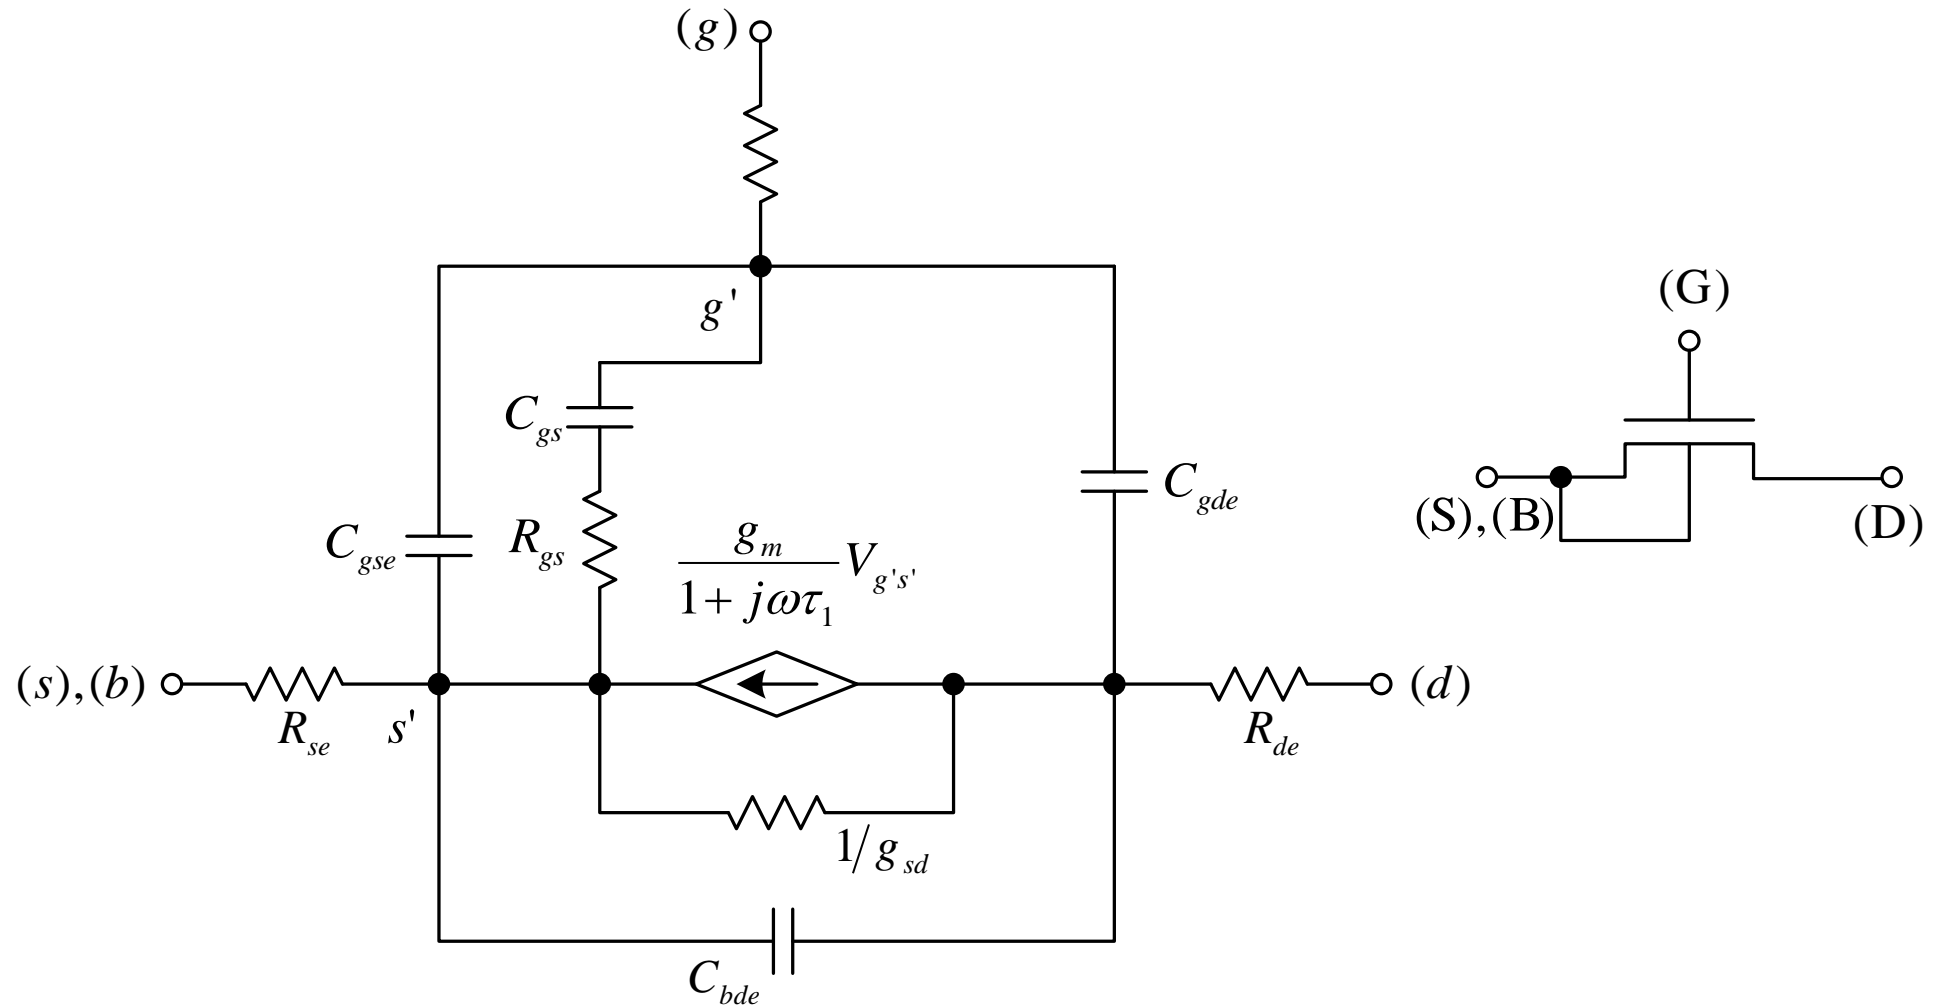 (g)
g'
C_gs
C_gse
R_gs
g_m
1+ jωτ_1
V_g's'
C_gde
(s),(b)
R_se
s'
R_de
(d)
1/g_sd
C_bde
(G)
(S),(B)
(D)